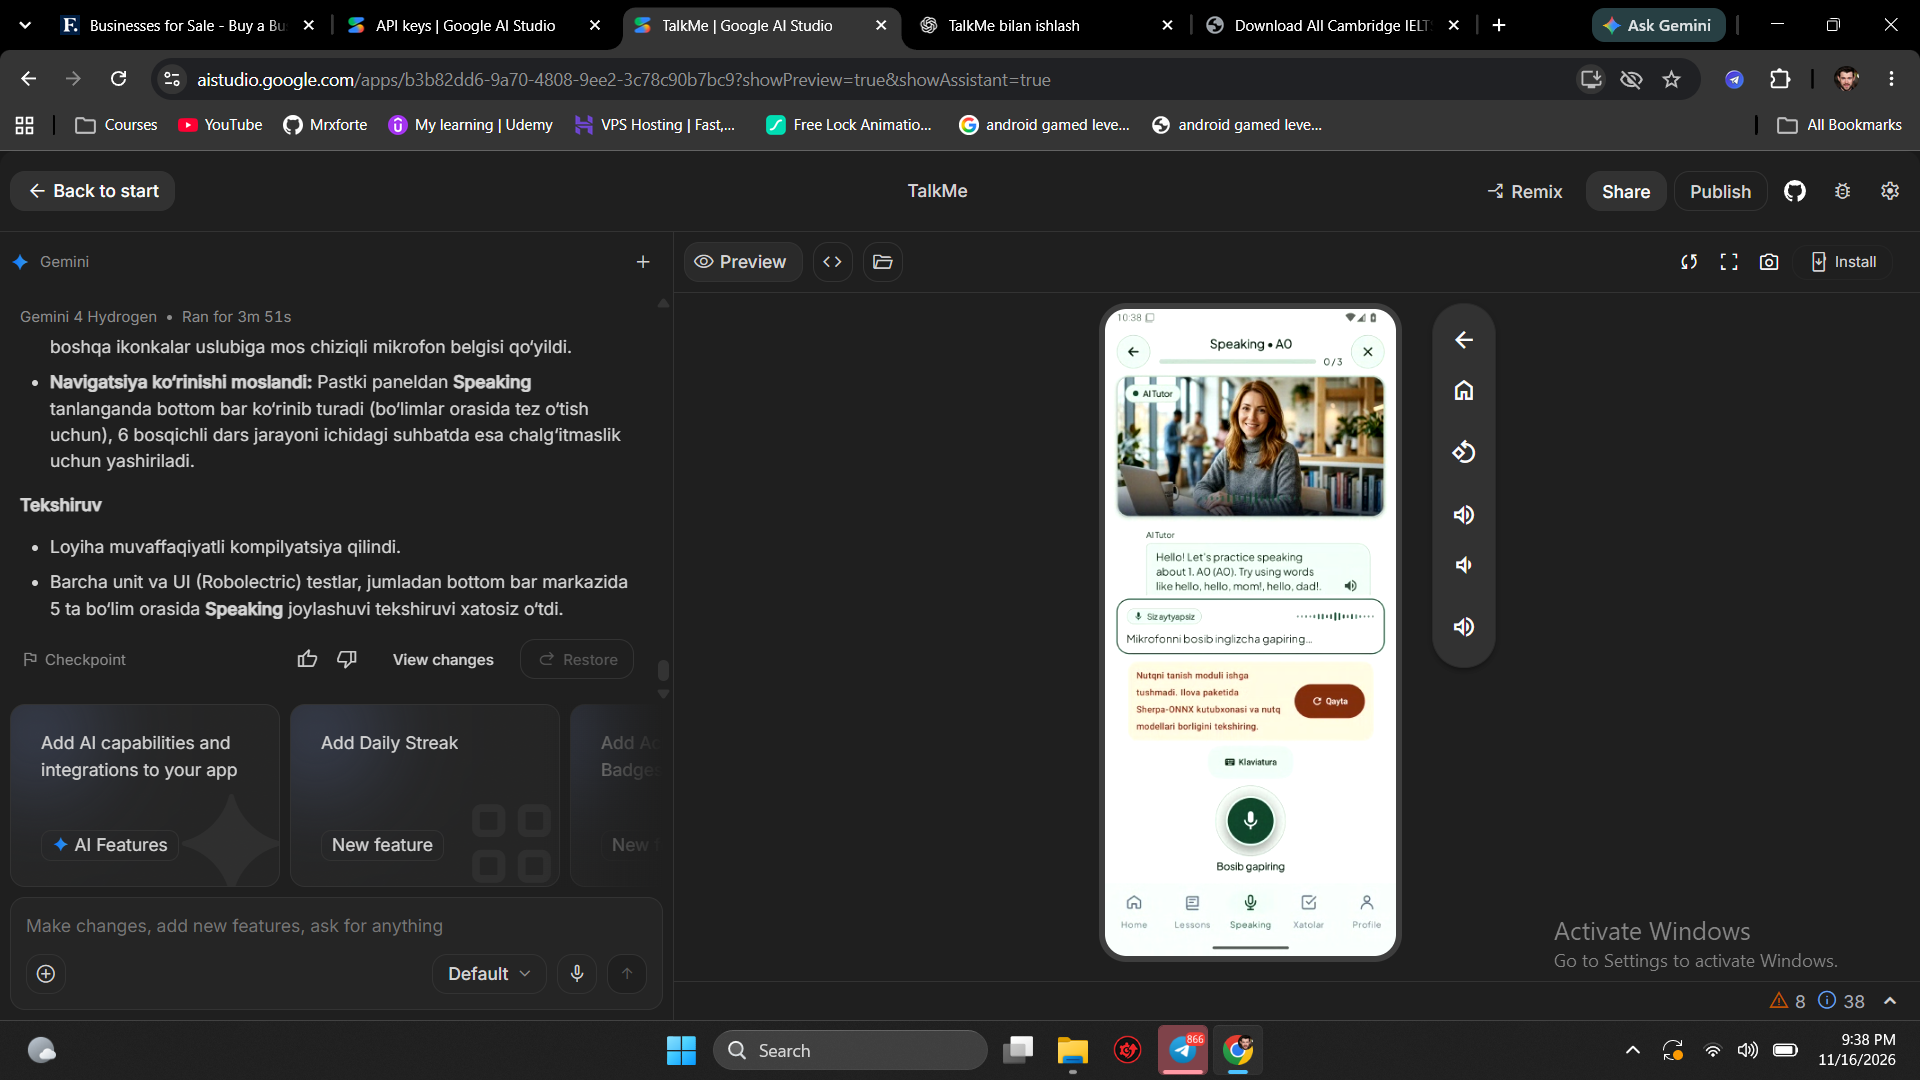 Businesses for Sale - Buy a Bu
API keys | Google AI Studio
TalkMe | Google AI Studio
TalkMe bilan ishlash
Download All Cambridge IELT
Ask Gemini
aistudio.google.com/apps/b3b82dd6-9a70-4808-9ee2-3c78c90b7bc9?showPreview=true&showAssistant=true
Courses
YouTube
Mrxforte
My learning | Udemy
VPS Hosting | Fast,...
Free Lock Animatio...
android gamed leve...
android gamed leve...
All Bookmarks
Back to start
TalkMe
Remix
Share
Publish
Gemini
Preview
Install
Gemini 4 Hydrogen • Ran for 3m 51s
boshqa ikonkalar uslubiga mos chiziqli mikrofon belgisi qo‘yildi.
• Navigatsiya ko‘rinishi moslandi: Pastki paneldan Speaking
tanlanganda bottom bar ko‘rinib turadi (bo‘limlar orasida tez o‘tish
uchun), 6 bosqichli dars jarayoni ichidagi suhbatda esa chalg‘itmaslik
uchun yashiriladi.
Tekshiruv
• Loyiha muvaffaqiyatli kompilyatsiya qilindi.
• Barcha unit va UI (Robolectric) testlar, jumladan bottom bar markazida
5 ta bo‘lim orasida Speaking joylashuvi tekshiruvi xatosiz o‘tdi.
Checkpoint
View changes
Restore
Add AI capabilities and
integrations to your app
AI Features
Add Daily Streak
New feature
Add Ac
Badge
New f
Make changes, add new features, ask for anything
Default
10:38
Speaking • A0
0/3
AI Tutor
AI Tutor
Hello! Let's practice speaking
about 1. A0 (A0). Try using words
like hello, hello, mom!, hello, dad!.
Siz aytyapsiz
Mikrofonni bosib inglizcha gapiring...
Nutqni tanish moduli ishga
tushmadi. Ilova paketida
Sherpa-ONNX kutubxonasi va nutq
modellari borligini tekshiring.
Qayta
Klaviatura
Bosib gapiring
Home
Lessons
Speaking
Xatolar
Profile
Activate Windows
Go to Settings to activate Windows.
8
38
Search
866
9:38 PM
11/16/2026